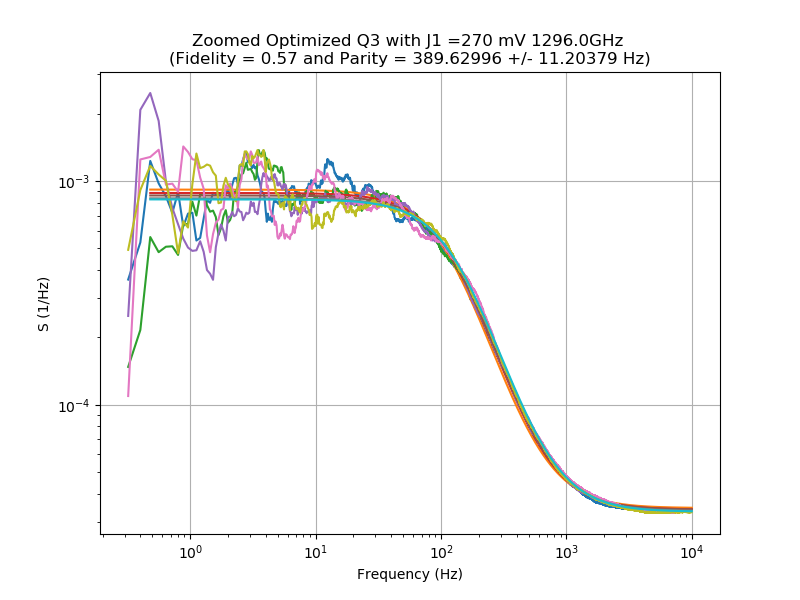 Zoomed Optimized Q3 with J1 =270 mV 1296.0GHz
(Fidelity = 0.57 and Parity = 389.62996 +/- 11.20379 Hz)
10⁻³
10⁻⁴
S (1/Hz)
10⁰ 10¹ 10² 10³ 10⁴
Frequency (Hz)